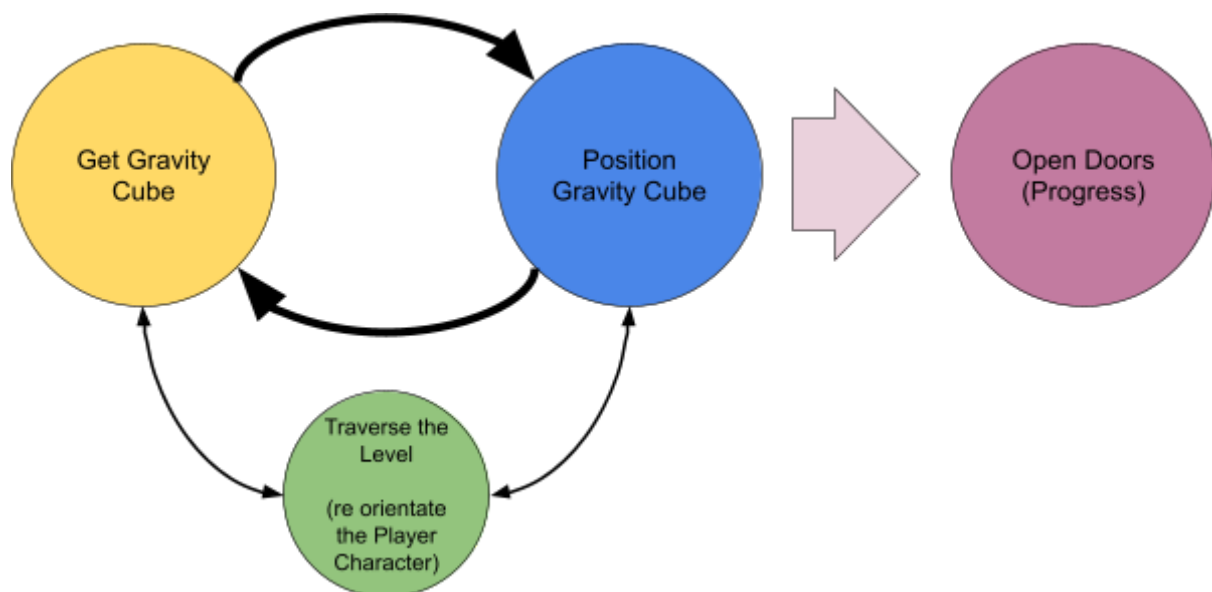 Get Gravity
Cube
Position
Gravity Cube
Open Doors
(Progress)
Traverse the
Level
(re orientate
the Player
Character)